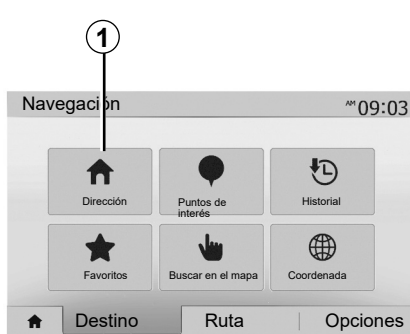 1
Navegación AM 09:03
Dirección
Puntos de
interés
Historial
Favoritos
Buscar en el mapa
Coordenada
Destino Ruta Opciones